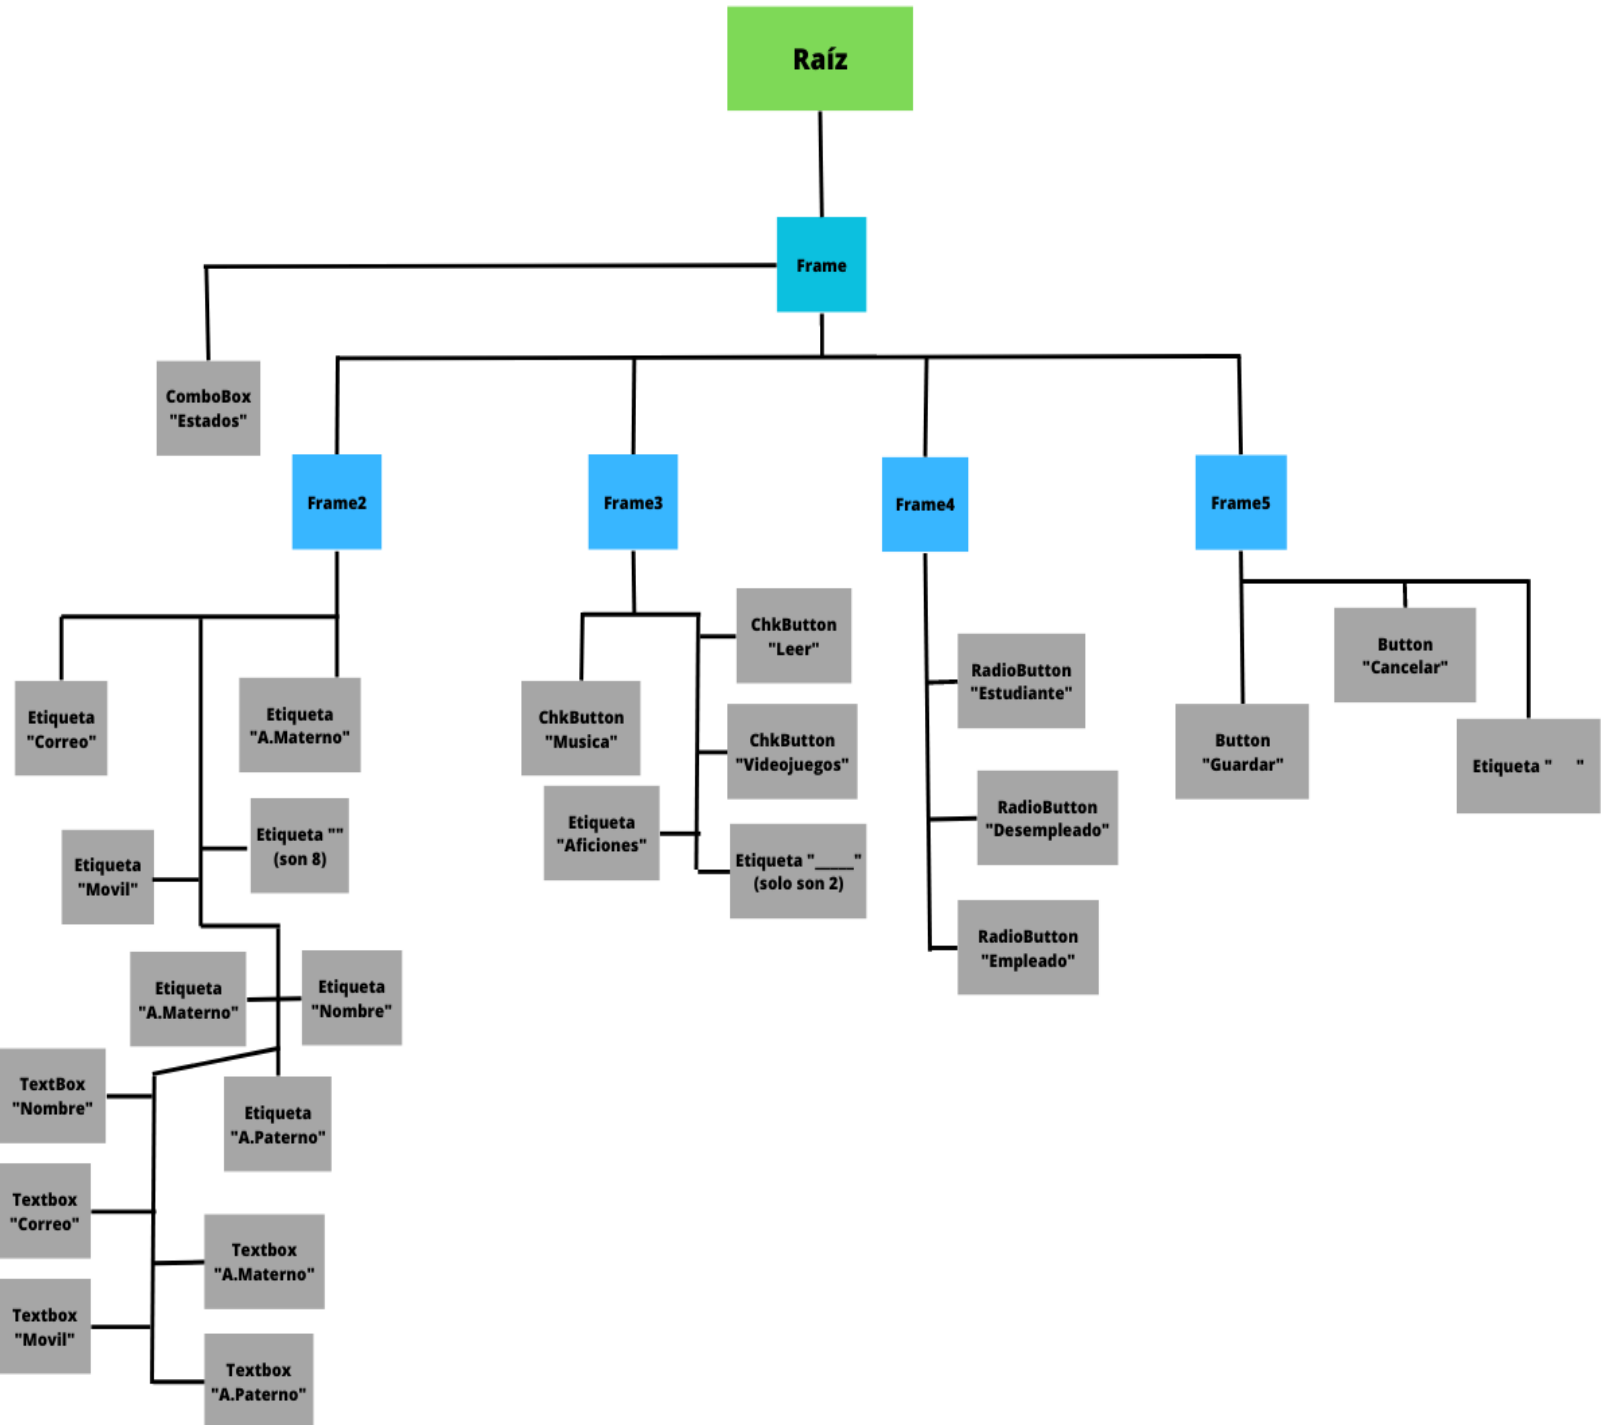 Raíz
Frame
ComboBox
"Estados"
Frame2
Frame3
Frame4
Frame5
Etiqueta
"Correo"
Etiqueta
"A.Materno"
Etiqueta ""
(son 8)
Etiqueta
"Movil"
Etiqueta
"A.Materno"
Etiqueta
"Nombre"
Etiqueta
"A.Paterno"
TextBox
"Nombre"
Textbox
"Correo"
Textbox
"A.Materno"
Textbox
"Movil"
Textbox
"A.Paterno"
ChkButton
"Leer"
ChkButton
"Musica"
ChkButton
"Videojuegos"
Etiqueta
"Aficiones"
Etiqueta "_____"
(solo son 2)
RadioButton
"Estudiante"
RadioButton
"Desempleado"
RadioButton
"Empleado"
Button
"Cancelar"
Button
"Guardar"
Etiqueta "     "